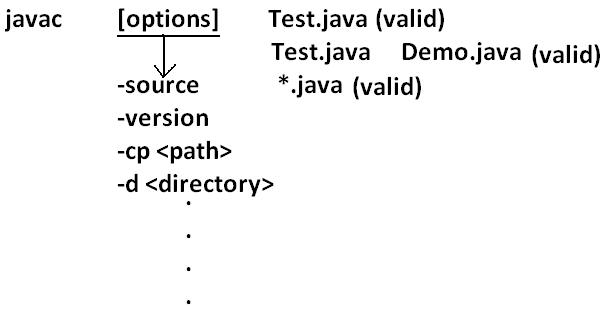 javac [options] Test.java (valid)
Test.java Demo.java (valid)
-source *.java (valid)
-version
-cp <path>
-d <directory>
.
.
.
.